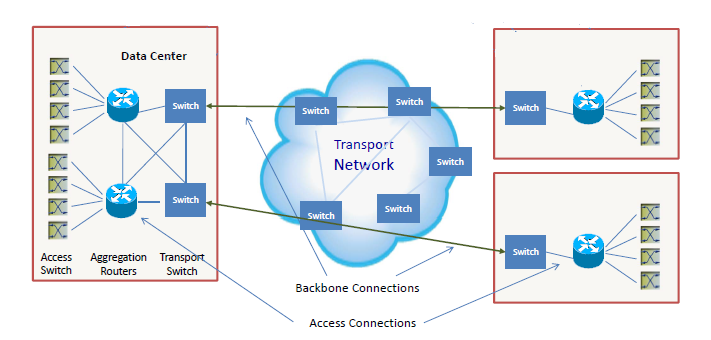 Data Center
Switch
Switch
Switch
Switch
Transport
Network
Switch
Switch
Switch
Switch
Switch
Switch
Access
Switch
Aggregation
Routers
Transport
Switch
Backbone Connections
Access Connections